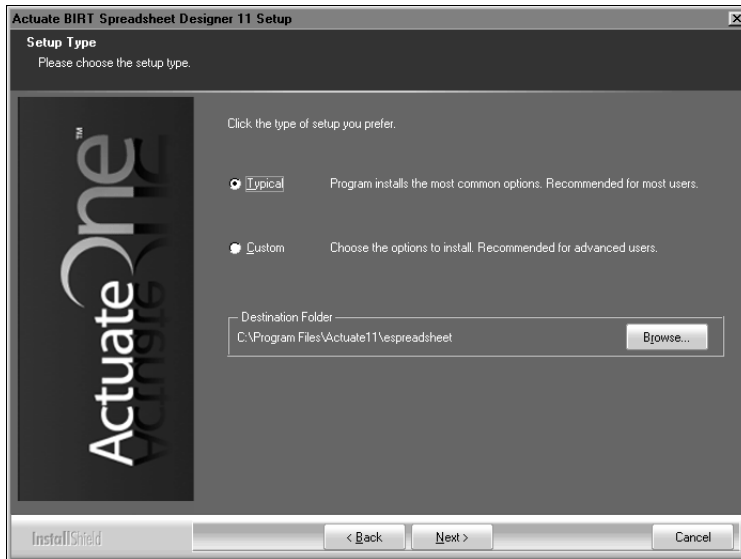 Actuate BIRT Spreadsheet Designer 11 Setup
Setup Type
Please choose the setup type.
ActuateOne™
Click the type of setup you prefer.
Typical Program installs the most common options. Recommended for most users.
Custom Choose the options to install. Recommended for advanced users.
Destination Folder
C:\Program Files\Actuate11\espreadsheet Browse...
InstallShield < Back Next > Cancel